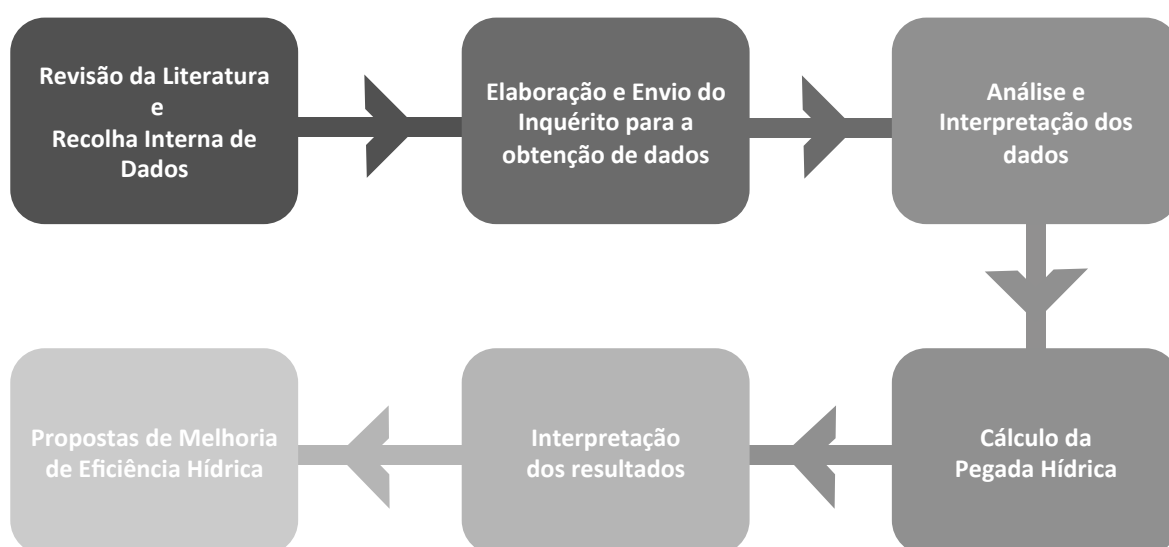 Revisão da Literatura
e
Recolha Interna de
Dados
Elaboração e Envio do
Inquérito para a
obtenção de dados
Análise e
Interpretação dos
dados
Cálculo da
Pegada Hídrica
Interpretação
dos resultados
Propostas de Melhoria
de Eficiência Hídrica